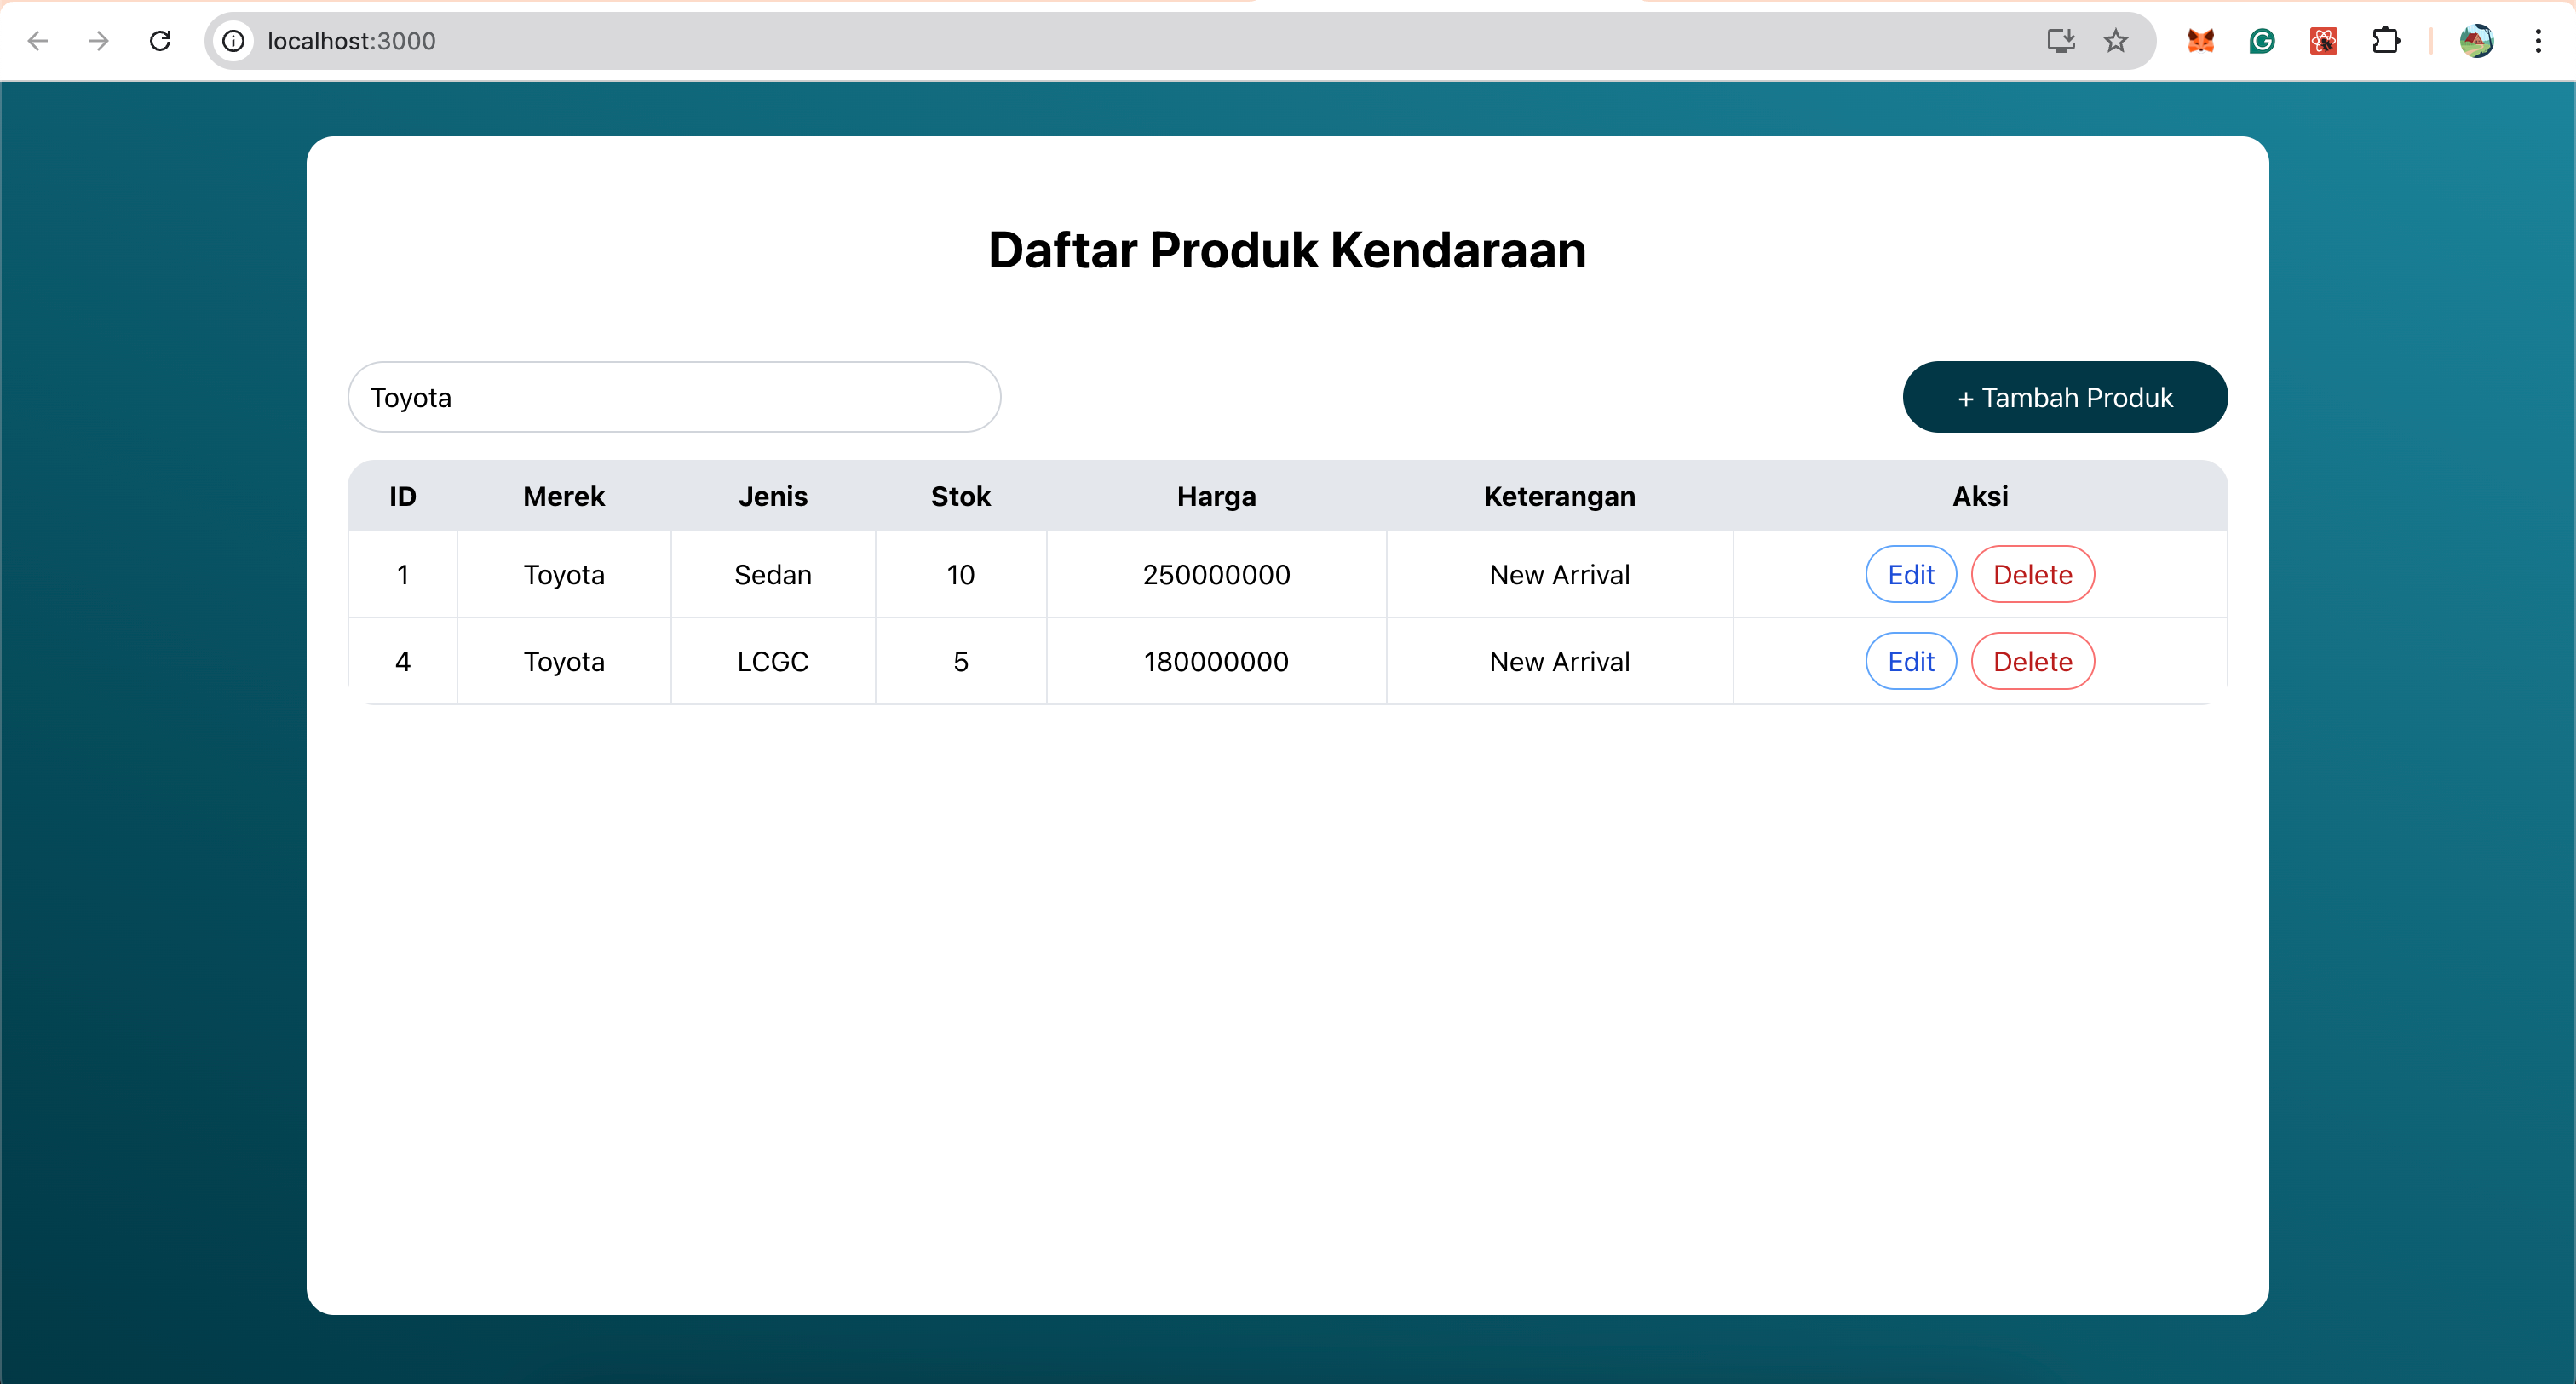 localhost:3000
Daftar Produk Kendaraan
Toyota
+ Tambah Produk
ID Merek Jenis Stok Harga Keterangan Aksi
1 Toyota Sedan 10 250000000 New Arrival Edit Delete
4 Toyota LCGC 5 180000000 New Arrival Edit Delete